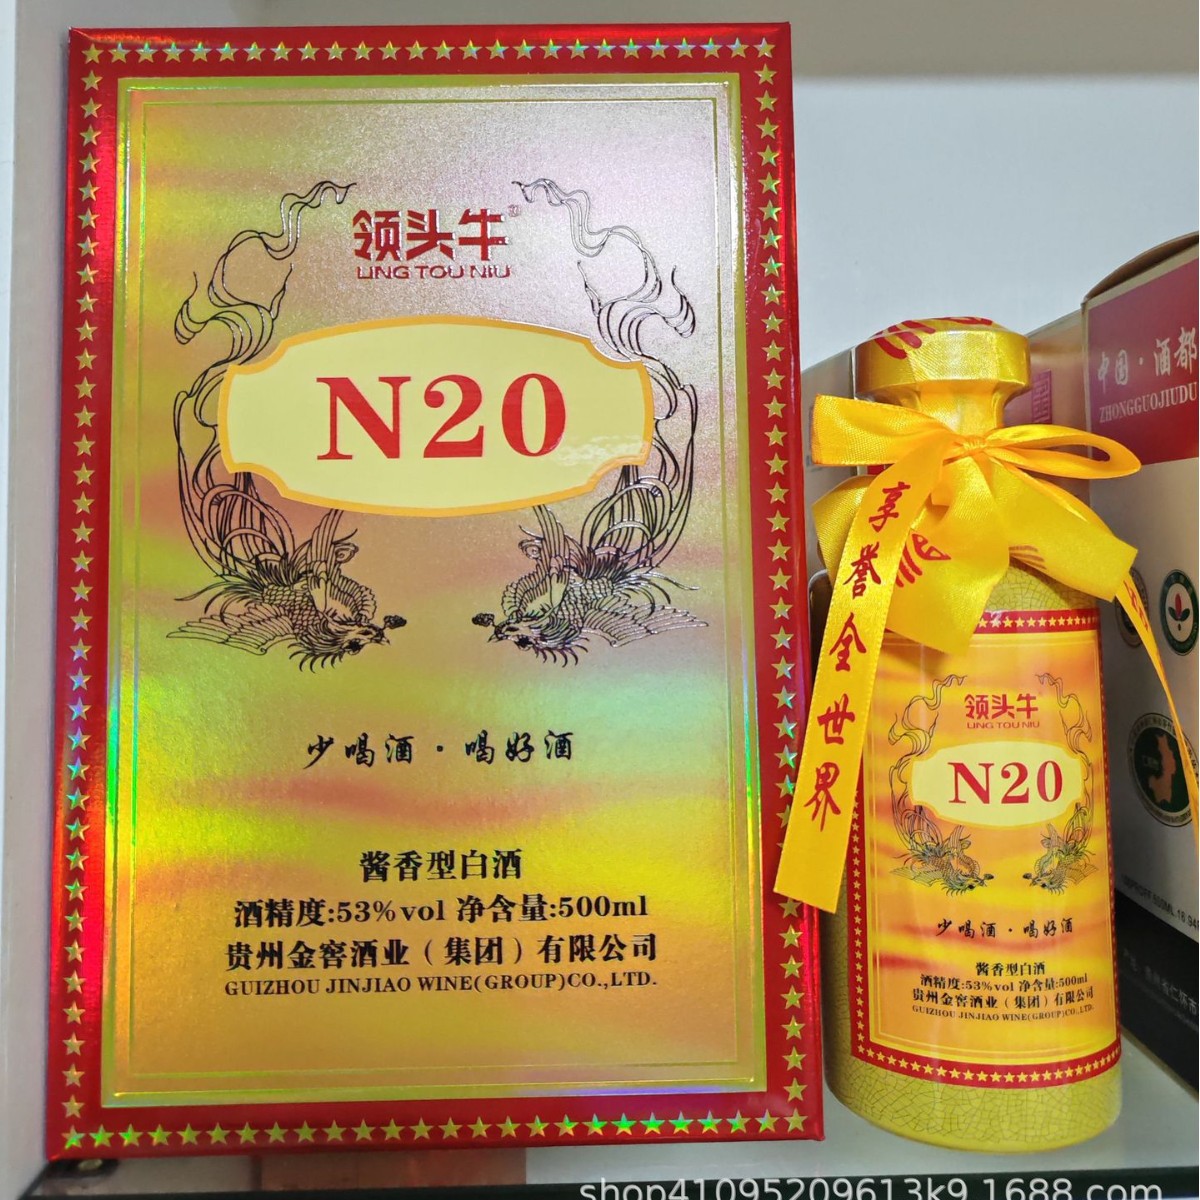 领头牛
LING TOU NIU
N20
少喝酒·喝好酒
酱香型白酒
酒精度:53%vol 净含量:500ml
贵州金窖酒业（集团）有限公司
GUIZHOU JINJIAO WINE(GROUP)CO.,LTD.
享誉全世界
领头牛
LING TOU NIU
N20
少喝酒·喝好酒
酱香型白酒
酒精度:53%vol 净含量:500ml
贵州金窖酒业（集团）有限公司
GUIZHOU JINJIAO WINE(GROUP)CO.,LTD.
中国·酒都
ZHONGGUOJIUDU
shop41095209613k9.1688.com